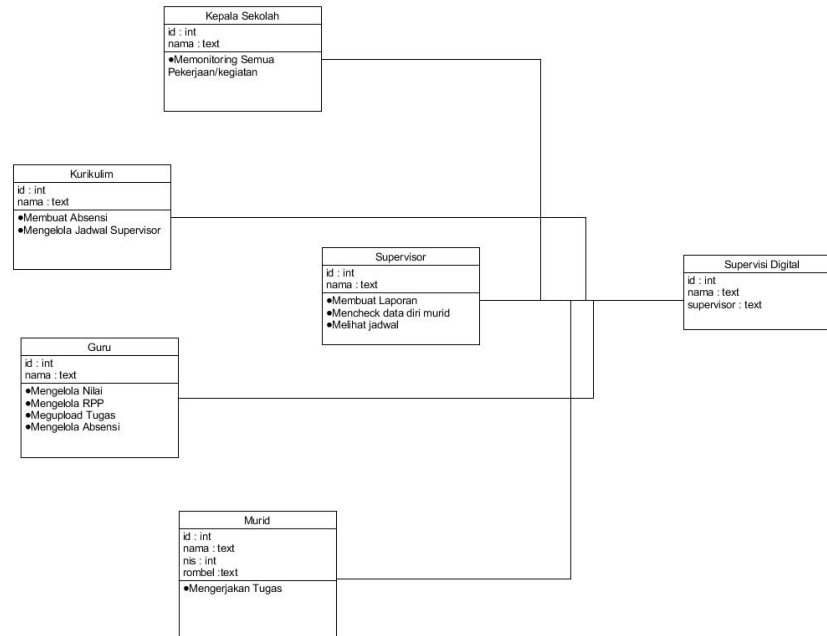 Kepala Sekolah
id : int
nama : text
●Memonitoring Semua
Pekerjaan/kegiatan
Kurikulim
id : int
nama : text
●Membuat Absensi
●Mengelola Jadwal Supervisor
Supervisor
id : int
nama : text
●Membuat Laporan
●Mencheck data diri murid
●Melihat jadwal
Supervisi Digital
id : int
nama : text
supervisor : text
Guru
id : int
nama : text
●Mengelola Nilai
●Mengelola RPP
●Megupload Tugas
●Mengelola Absensi
Murid
id : int
nama : text
nis : int
rombel :text
●Mengerjakan Tugas